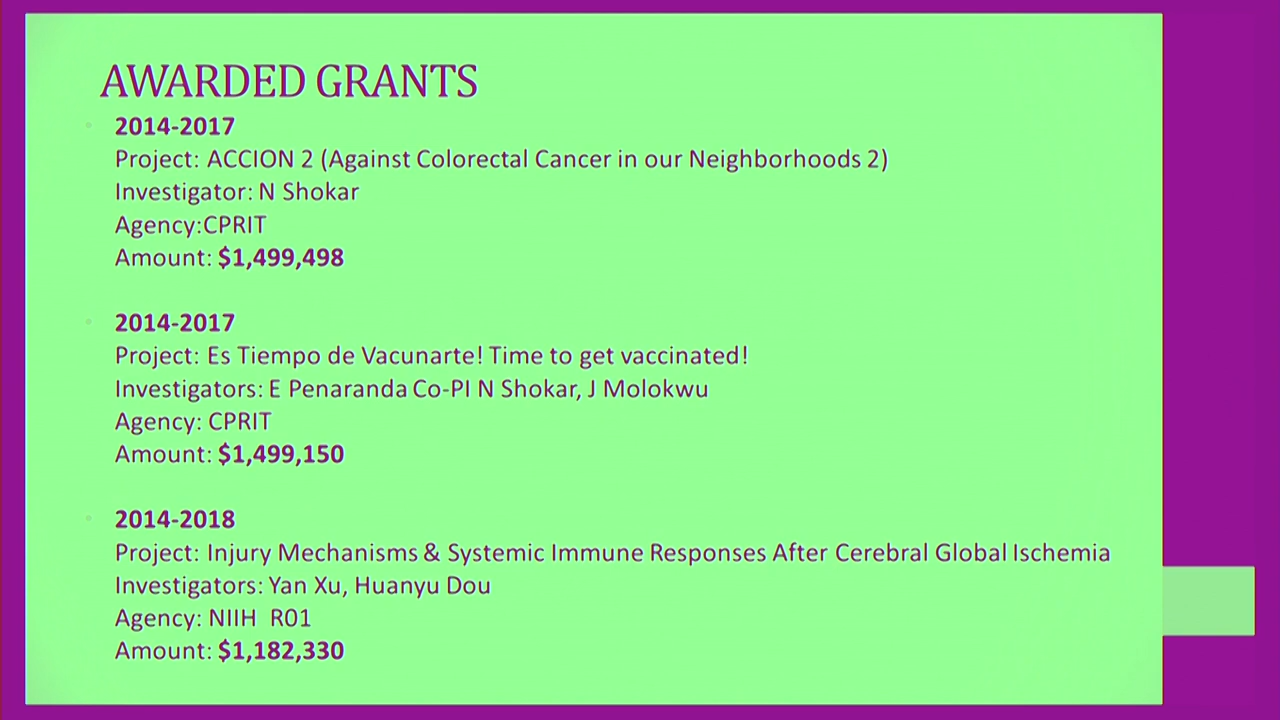 AWARDED GRANTS
2014-2017
Project: ACCION 2 (Against Colorectal Cancer in our Neighborhoods 2)
Investigator: N Shokar
Agency:CPRIT
Amount: $1,499,498
2014-2017
Project: Es Tiempo de Vacunarte! Time to get vaccinated!
Investigators: E Penaranda Co-PI N Shokar, J Molokwu
Agency: CPRIT
Amount: $1,499,150
2014-2018
Project: Injury Mechanisms & Systemic Immune Responses After Cerebral Global Ischemia
Investigators: Yan Xu, Huanyu Dou
Agency: NIIH R01
Amount: $1,182,330